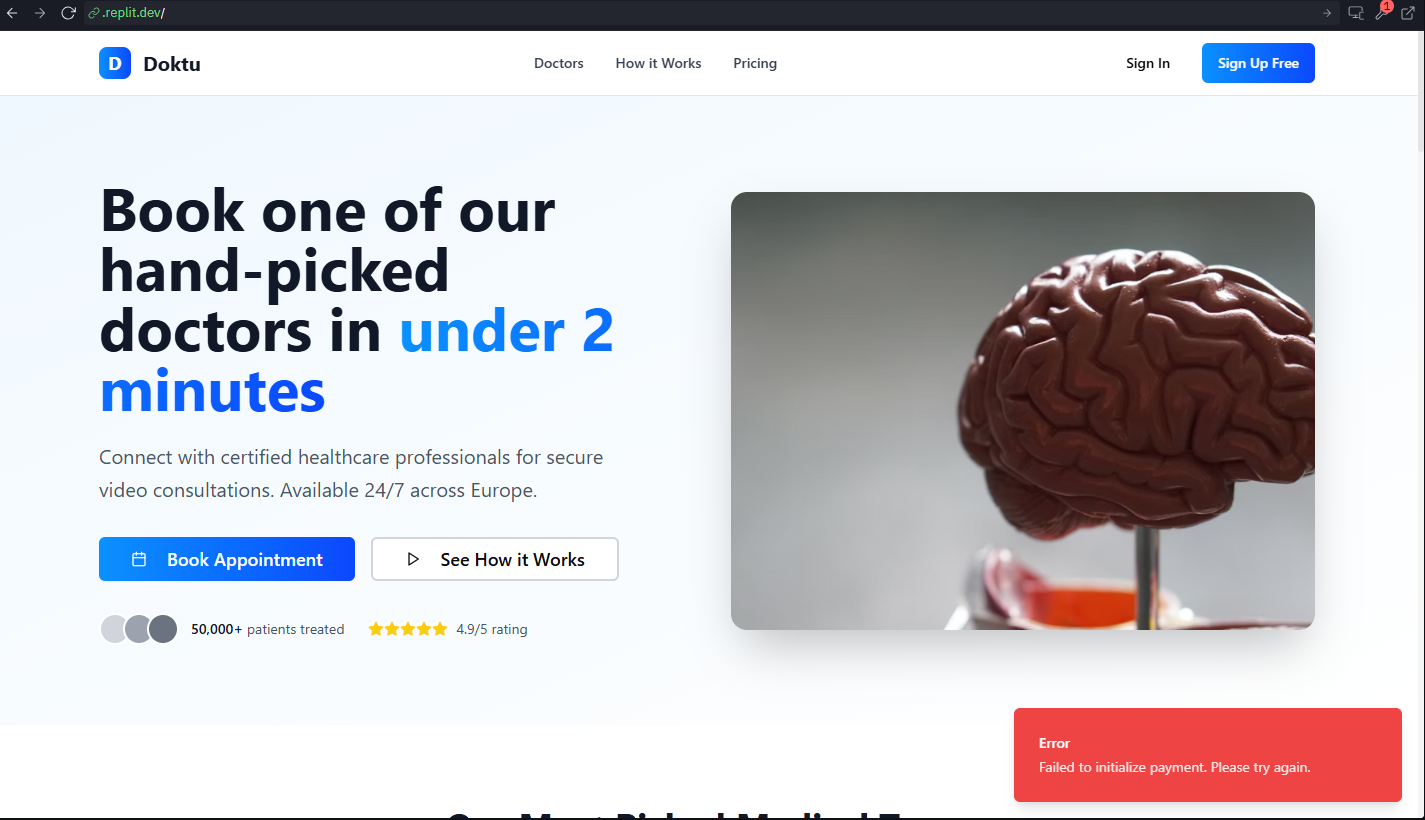 .replit.dev/
1
D Doktu
Doctors How it Works Pricing
Sign In Sign Up Free
Book one of our
hand-picked
doctors in under 2
minutes
Connect with certified healthcare professionals for secure
video consultations. Available 24/7 across Europe.
Book Appointment See How it Works
50,000+ patients treated 4.9/5 rating
Error
Failed to initialize payment. Please try again.